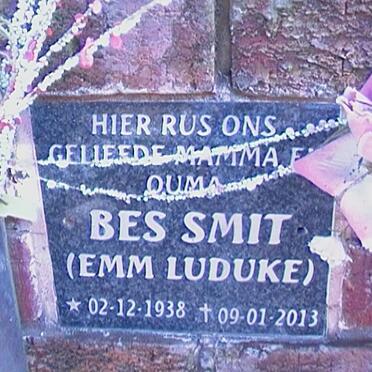 HIER RUS ONS
GELIEFDE MAMMA EN
OUMA
BES SMIT
(EMM LUDUKE)
★ 02-12-1938 ✝ 09-01-2013